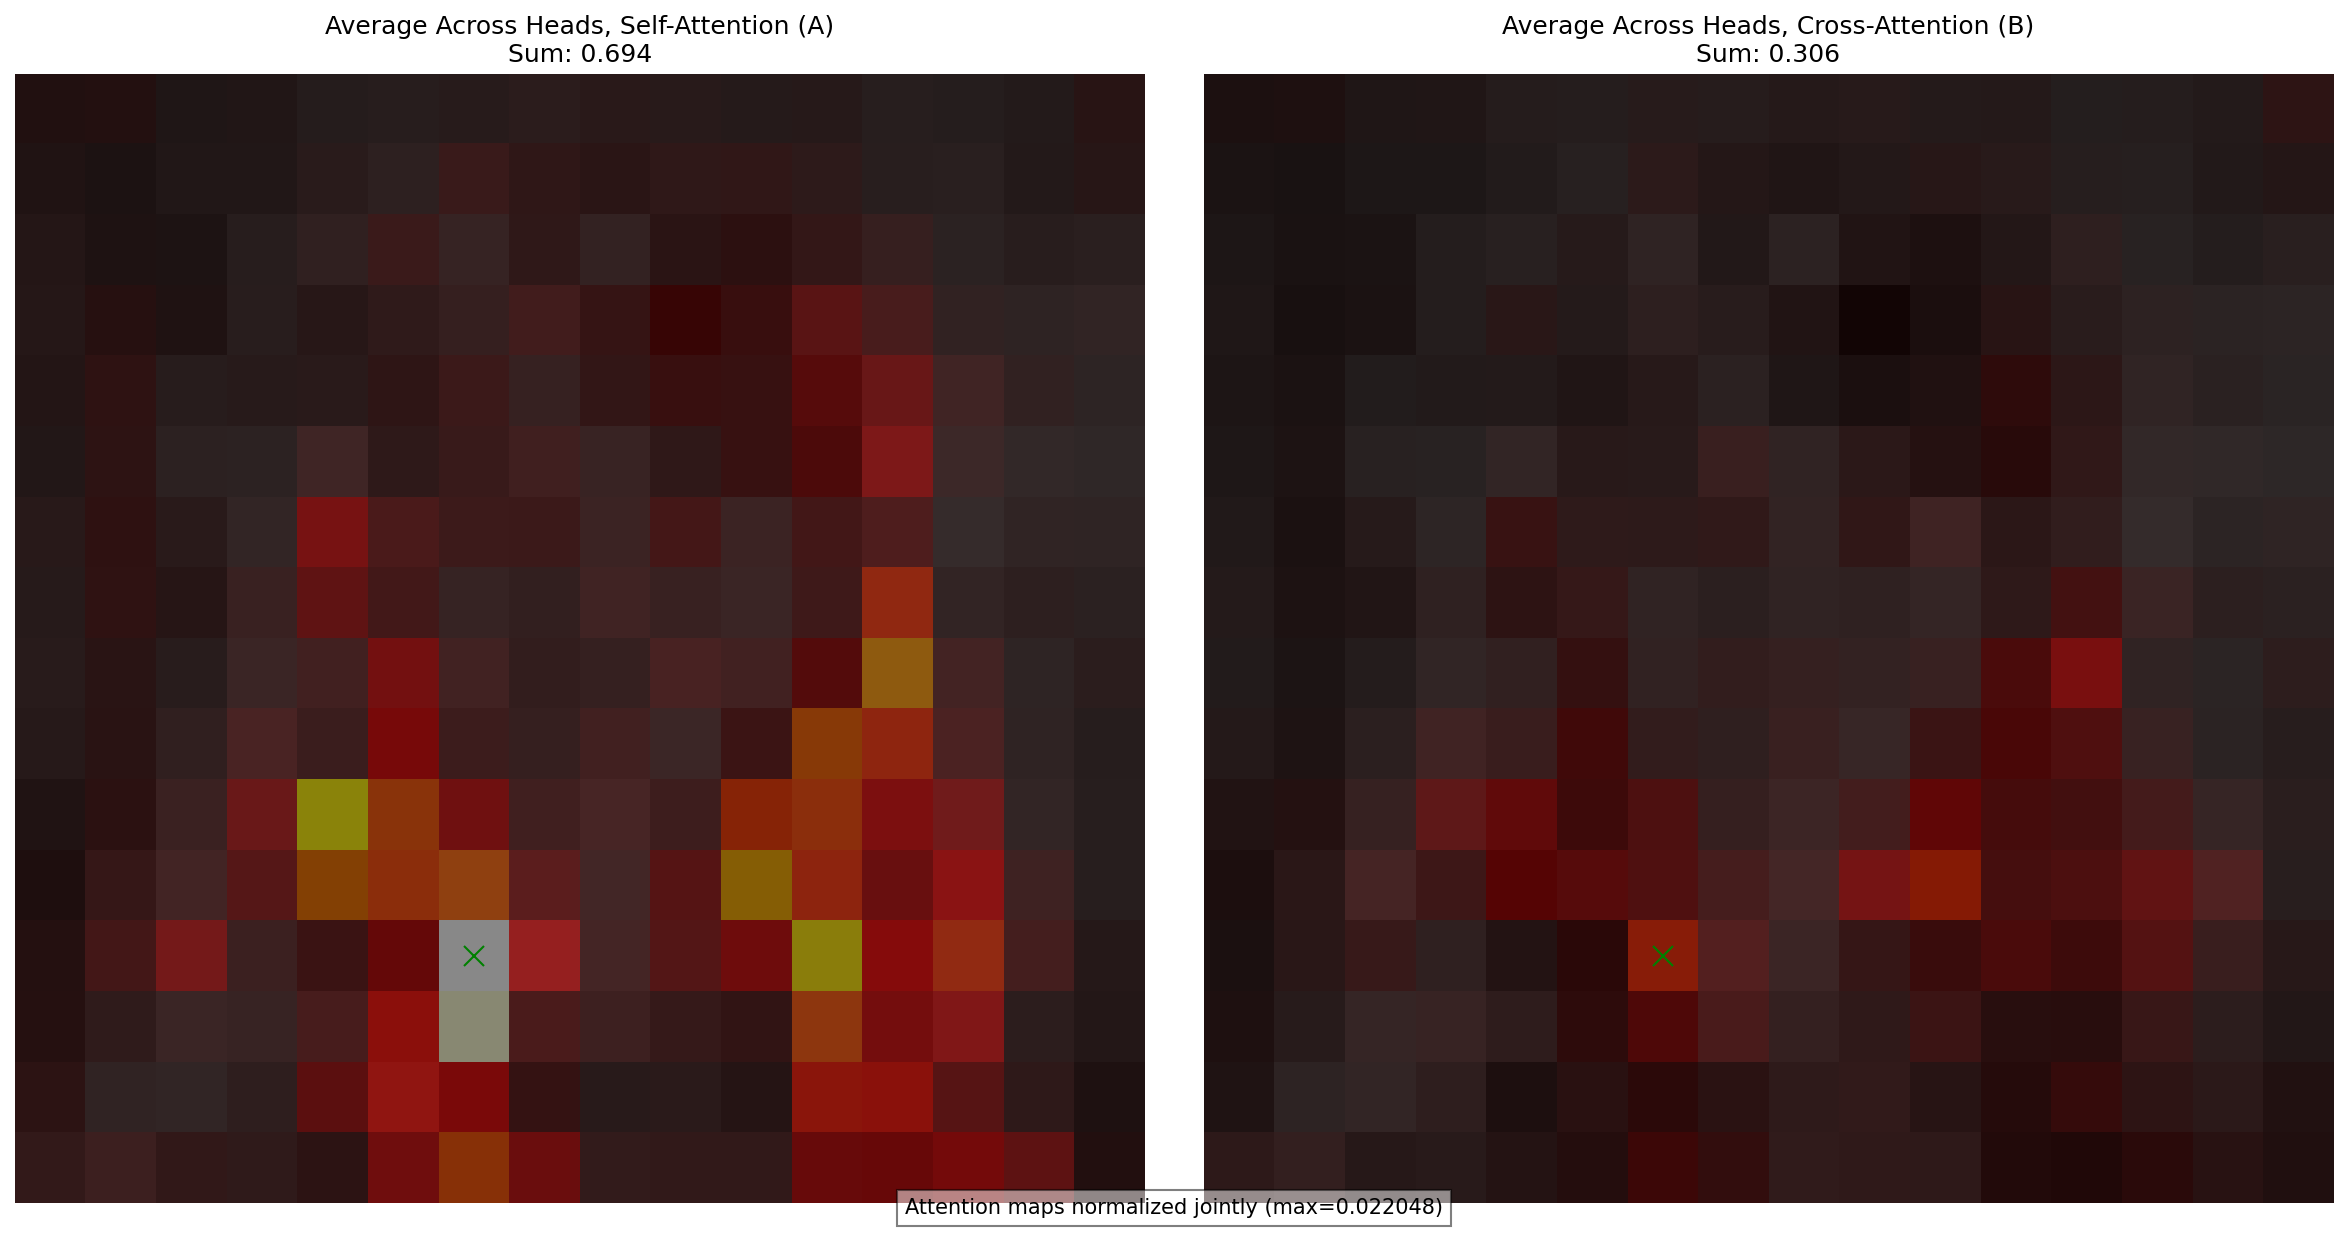 Average Across Heads, Self-Attention (A)
Sum: 0.694
Average Across Heads, Cross-Attention (B)
Sum: 0.306
Attention maps normalized jointly (max=0.022048)